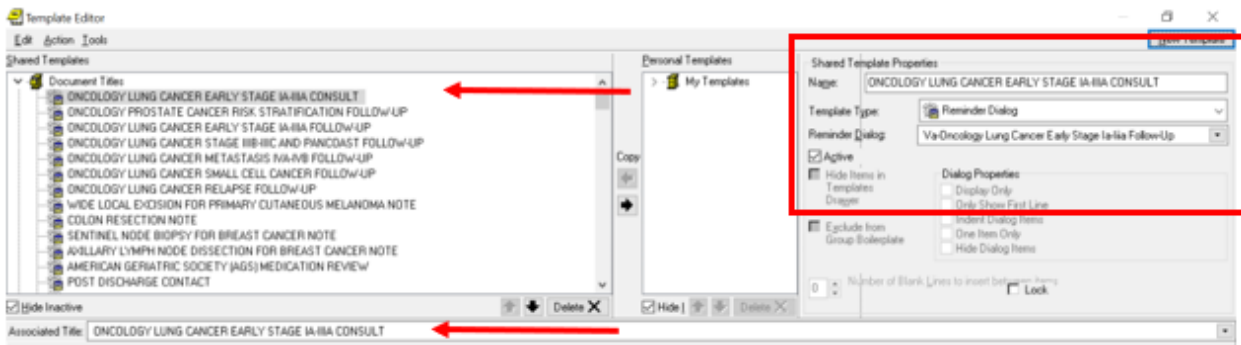 Template Editor
Edit Action Tools
New Template
Shared Templates
Personal Templates
Shared Template Properties
Document Titles
ONCOLOGY LUNG CANCER EARLY STAGE IA-IIIA CONSULT
ONCOLOGY PROSTATE CANCER RISK STRATIFICATION FOLLOW-UP
ONCOLOGY LUNG CANCER EARLY STAGE IA-IIIA FOLLOW-UP
ONCOLOGY LUNG CANCER STAGE IIIB-IIIC AND PANCOAST FOLLOW-UP
ONCOLOGY LUNG CANCER METASTASIS IVA-IVB FOLLOW-UP
ONCOLOGY LUNG CANCER SMALL CELL CANCER FOLLOW-UP
ONCOLOGY LUNG CANCER RELAPSE FOLLOW-UP
WIDE LOCAL EXCISION FOR PRIMARY CUTANEOUS MELANOMA NOTE
COLON RESECTION NOTE
SENTINEL NODE BIOPSY FOR BREAST CANCER NOTE
AXILLARY LYMPH NODE DISSECTION FOR BREAST CANCER NOTE
AMERICAN GERIATRIC SOCIETY (AGS) MEDICATION REVIEW
POST DISCHARGE CONTACT
Copy
My Templates
Name: ONCOLOGY LUNG CANCER EARLY STAGE IA-IIIA CONSULT
Template Type: Reminder Dialog
Reminder Dialog: Va-Oncology Lung Cancer Early Stage Ia-Iiia Follow-Up
Active
Hide Items in
Templates
Drawer
Exclude from
Group Boilerplate
Dialog Properties
Display Only
Only Show First Line
Indent Dialog Items
One Item Only
Hide Dialog Items
0 Number of Blank Lines to insert between items
Lock
Hide Inactive
Delete
Hide
Delete
Associated Title: ONCOLOGY LUNG CANCER EARLY STAGE IA-IIIA CONSULT